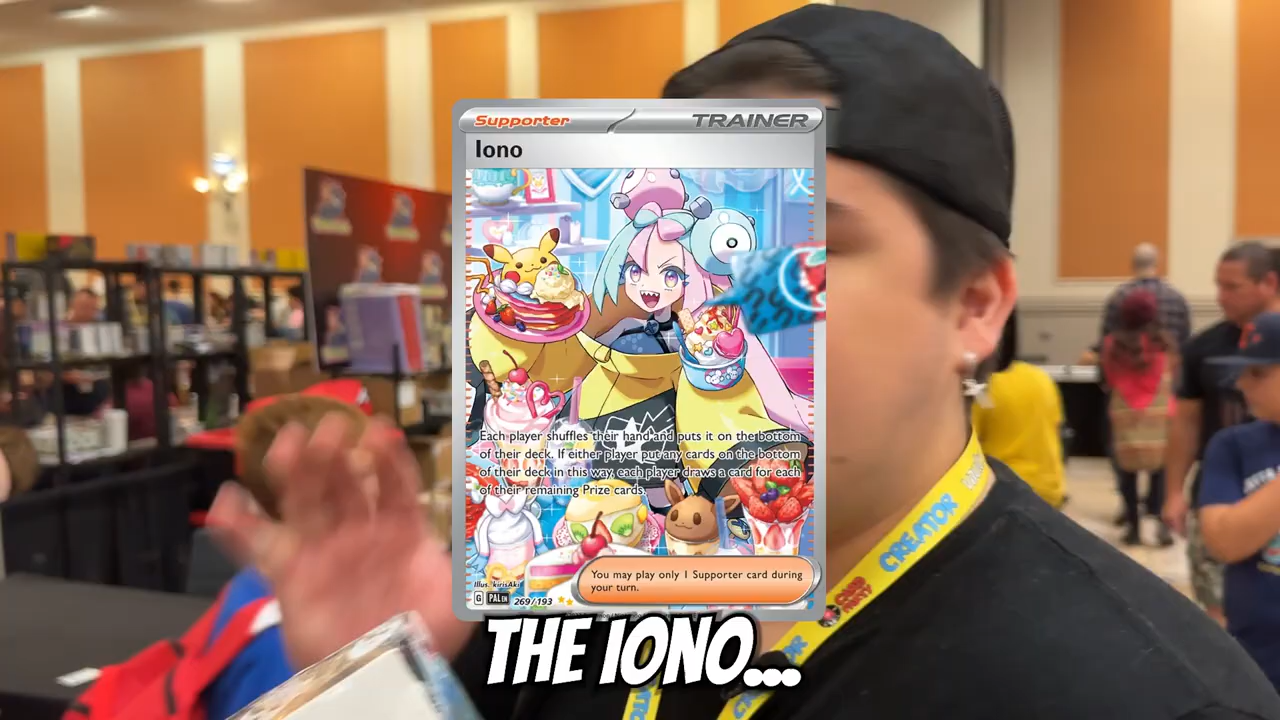 Supporter
TRAINER
Iono
Each player shuffles their hand and puts it on the bottom
of their deck. If either player put any cards on the bottom
of their deck in this way, each player draws a card for each
of their remaining Prize cards.
You may play only 1 Supporter card during
your turn.
Illus. kirisAki
G PAL EN 269/193
THE IONO...
CREATOR
CARD
PARTY